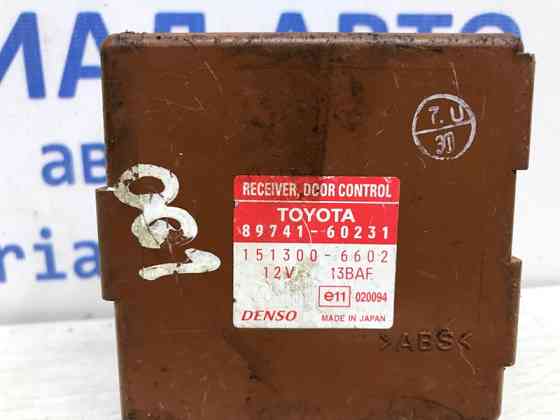 7. U
30
RECEIVER, DOOR CONTROL
TOYOTA
89741-60231
151300-6602
12V 13BAF
e11 020094
DENSO MADE IN JAPAN
>ABS<